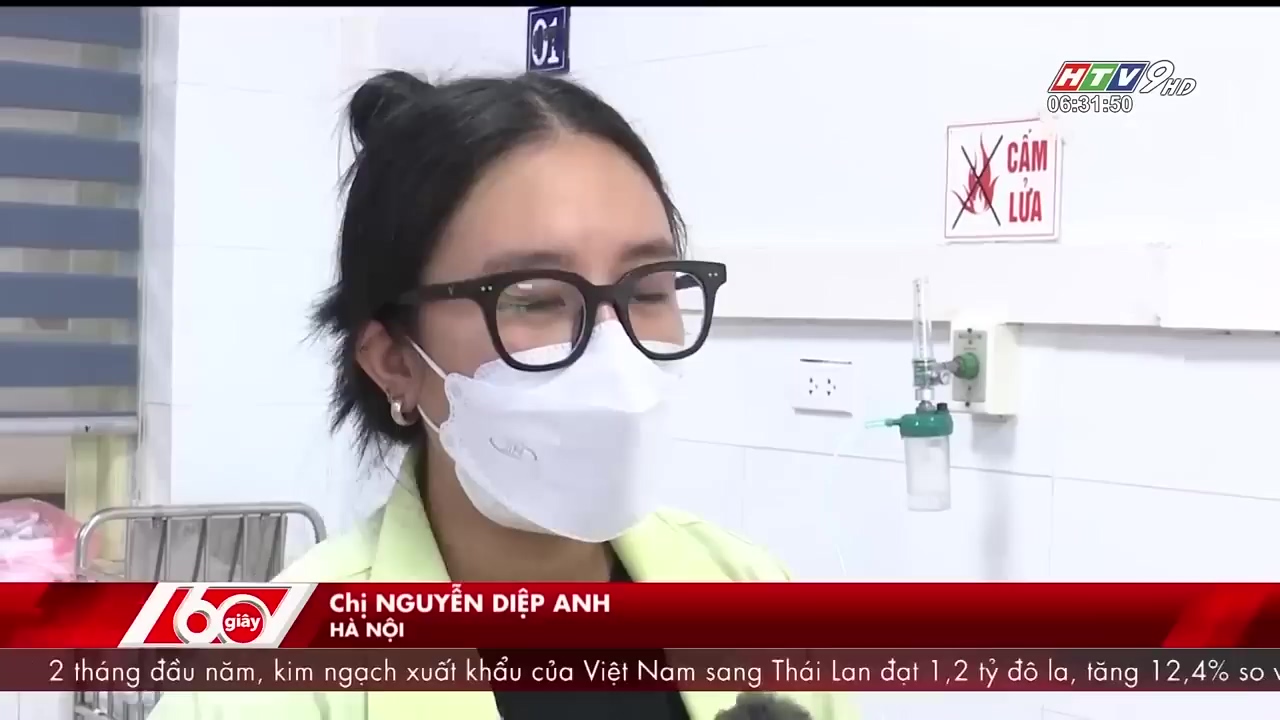 01
HTV9HD
06:31:50
CẤM
LỬA
60
giây
Chị NGUYỄN DIỆP ANH
HÀ NỘI
2 tháng đầu năm, kim ngạch xuất khẩu của Việt Nam sang Thái Lan đạt 1,2 tỷ đô la, tăng 12,4% so